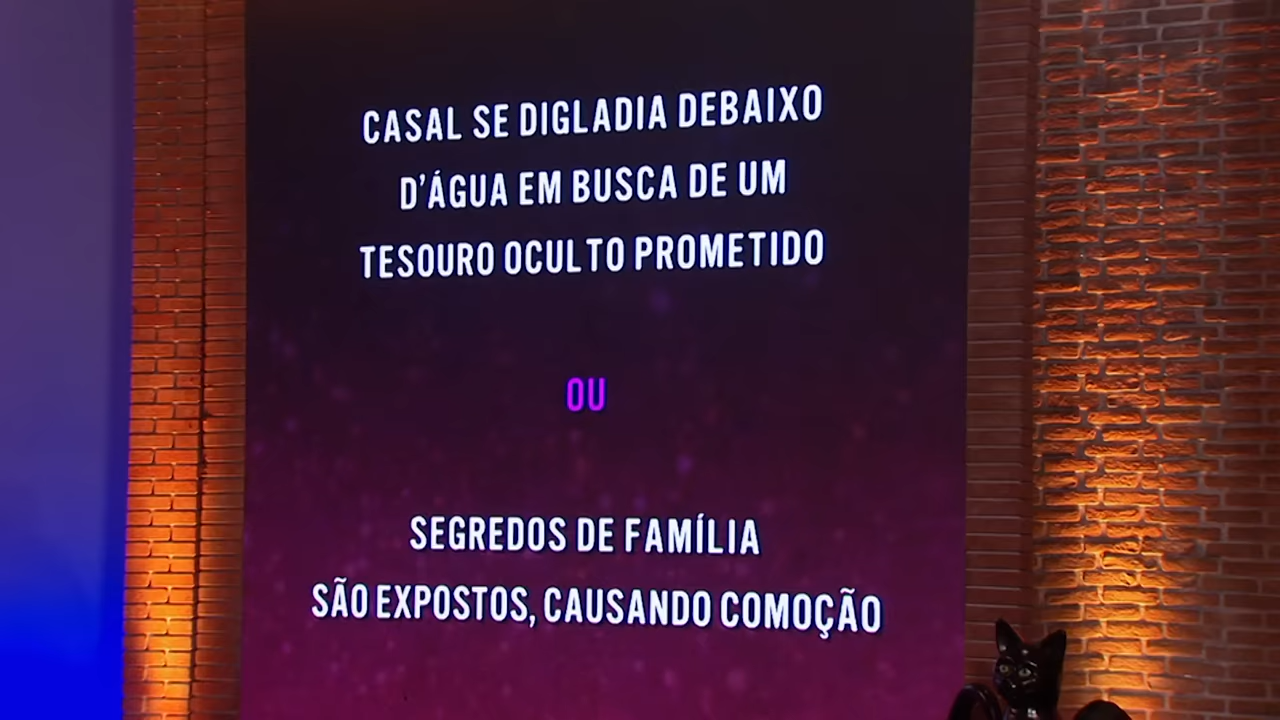 CASAL SE DIGLADIA DEBAIXO
D'ÁGUA EM BUSCA DE UM
TESOURO OCULTO PROMETIDO
OU
SEGREDOS DE FAMÍLIA
SÃO EXPOSTOS, CAUSANDO COMOÇÃO